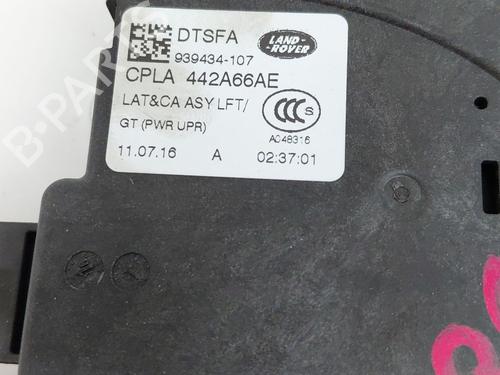 DTSFA
LAND-
ROVER
939434-107
CPLA 442A66AE
LAT&CA ASY LFT/
GT (PWR UPR)
CCC S
A048316
11.07.16 A 02:37:01
B-PARTS